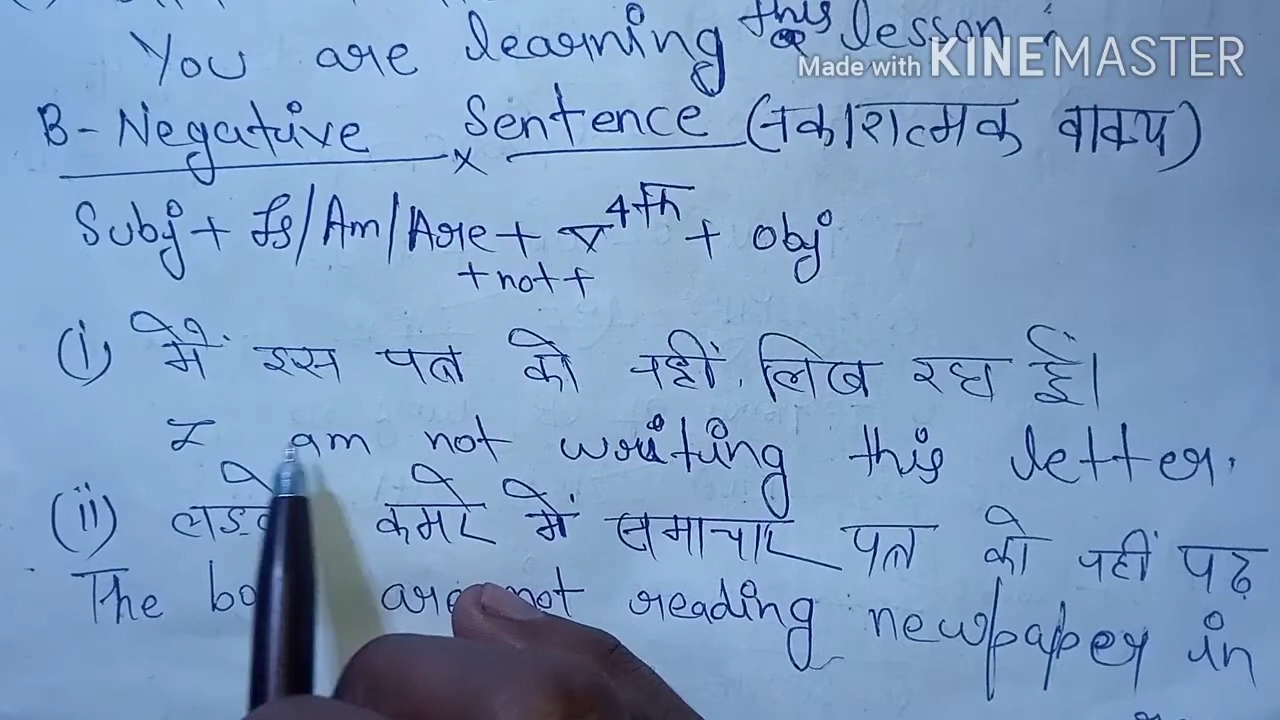 You are learning this lesson
Made with KINEMASTER
B - Negative Sentence (नकारात्मक वाक्य)
Subj + Is/Am/Are + V4th + Obj
+ not +
(i) मैं इस पत्र को नहीं लिख रहा हूँ।
I am not writing this letter.
(ii) कमरे में समाचार पत्र को नहीं पढ़
The are not reading newspaper in